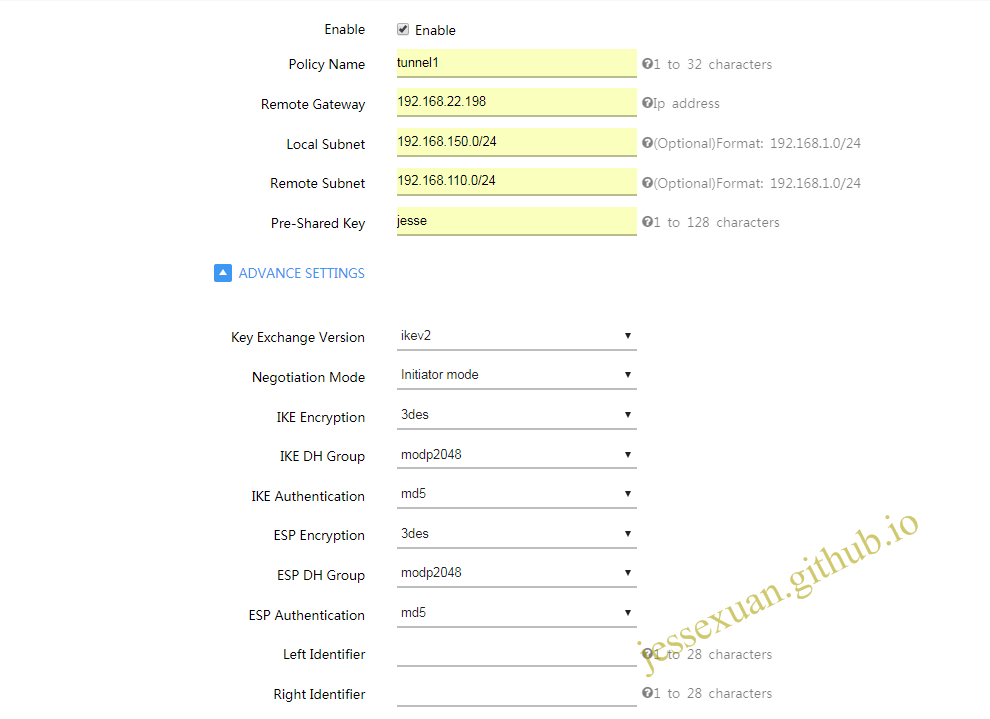 Enable Enable
Policy Name tunnel1 1 to 32 characters
Remote Gateway 192.168.22.198 Ip address
Local Subnet 192.168.150.0/24 (Optional)Format: 192.168.1.0/24
Remote Subnet 192.168.110.0/24 (Optional)Format: 192.168.1.0/24
Pre-Shared Key jesse 1 to 128 characters
ADVANCE SETTINGS
Key Exchange Version ikev2
Negotiation Mode Initiator mode
IKE Encryption 3des
IKE DH Group modp2048
IKE Authentication md5
ESP Encryption 3des
ESP DH Group modp2048
ESP Authentication md5
Left Identifier 1 to 28 characters
Right Identifier 1 to 28 characters
jessexuan.github.io